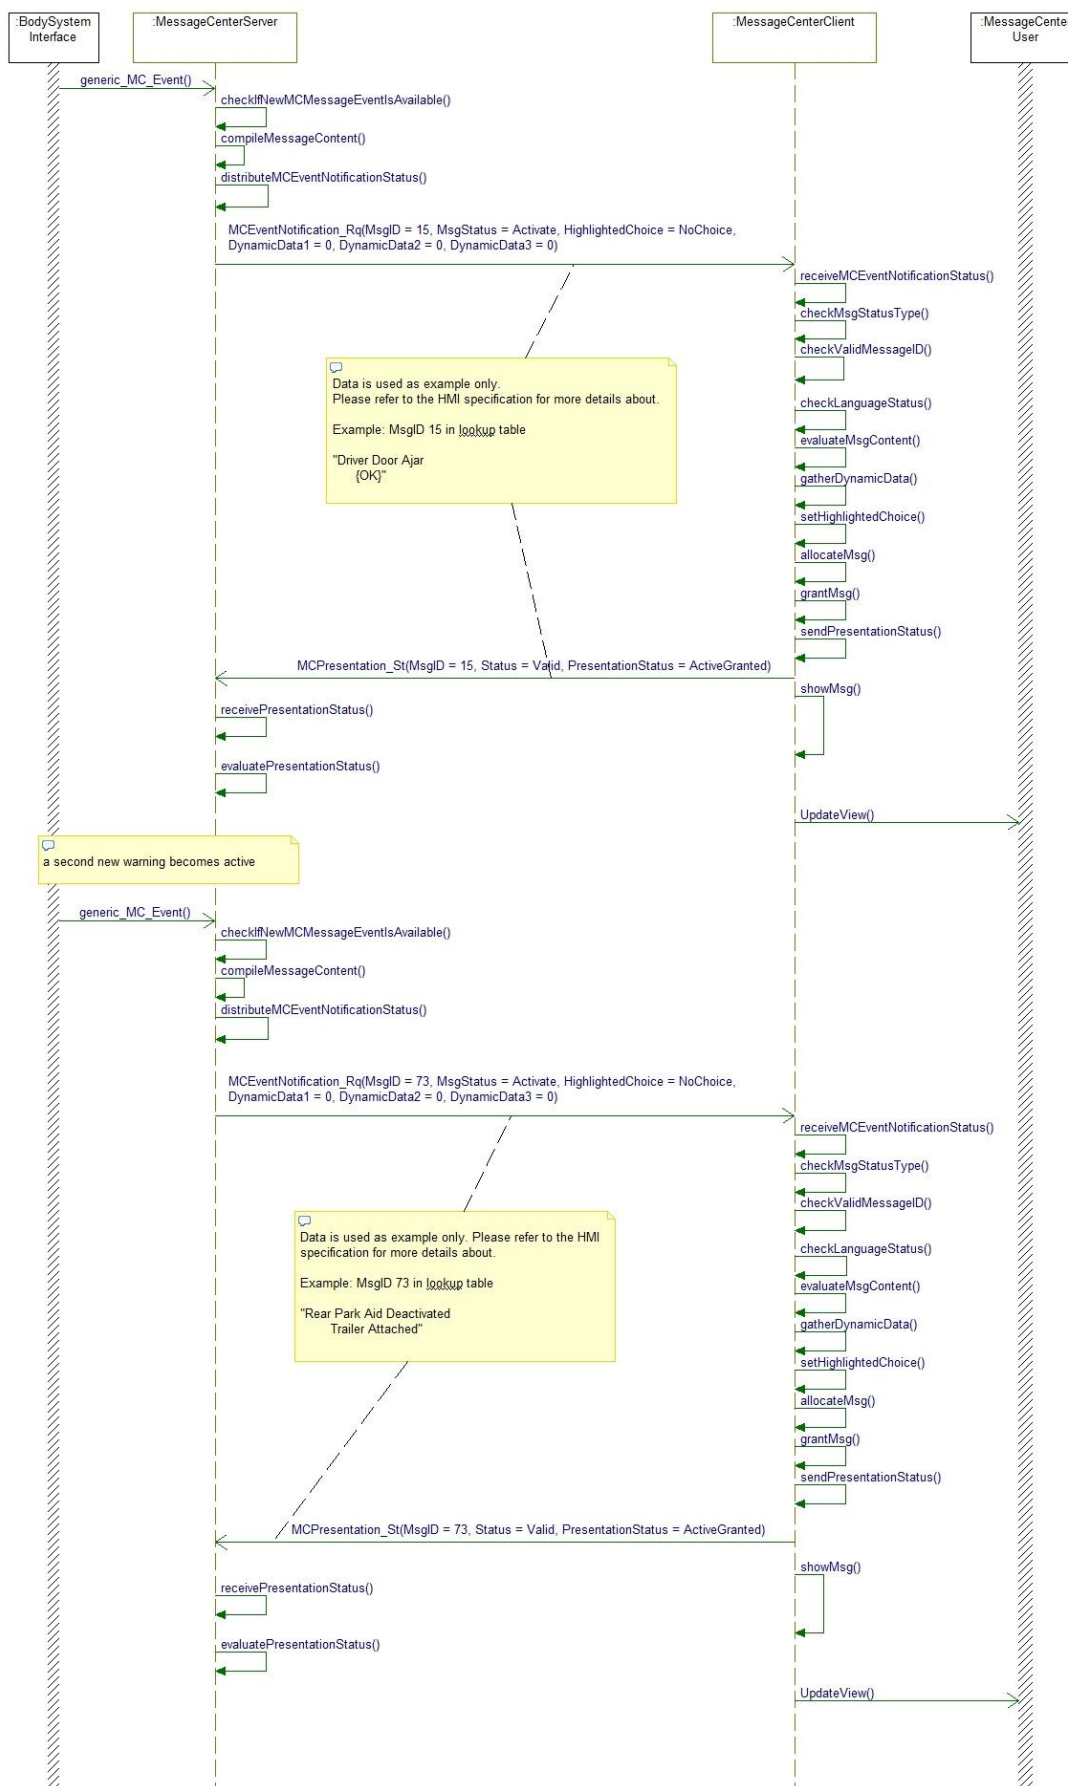 :BodySystem
Interface
:MessageCenterServer
:MessageCenterClient
:MessageCenter
User
generic_MC_Event()
checkIfNewMCMessageEventIsAvailable()
compileMessageContent()
distributeMCEventNotificationStatus()
MCEventNotification_Rq(MsgID = 15, MsgStatus = Activate, HighlightedChoice = NoChoice,
DynamicData1 = 0, DynamicData2 = 0, DynamicData3 = 0)
receiveMCEventNotificationStatus()
checkMsgStatusType()
checkValidMessageID()
Data is used as example only.
Please refer to the HMI specification for more details about.
Example: MsgID 15 in lookup table
"Driver Door Ajar
{OK}"
checkLanguageStatus()
evaluateMsgContent()
gatherDynamicData()
setHighlightedChoice()
allocateMsg()
grantMsg()
sendPresentationStatus()
MCPresentation_St(MsgID = 15, Status = Valid, PresentationStatus = ActiveGranted)
showMsg()
receivePresentationStatus()
evaluatePresentationStatus()
UpdateView()
a second new warning becomes active
generic_MC_Event()
checkIfNewMCMessageEventIsAvailable()
compileMessageContent()
distributeMCEventNotificationStatus()
MCEventNotification_Rq(MsgID = 73, MsgStatus = Activate, HighlightedChoice = NoChoice,
DynamicData1 = 0, DynamicData2 = 0, DynamicData3 = 0)
receiveMCEventNotificationStatus()
checkMsgStatusType()
checkValidMessageID()
Data is used as example only. Please refer to the HMI
specification for more details about.
Example: MsgID 73 in lookup table
"Rear Park Aid Deactivated
Trailer Attached"
checkLanguageStatus()
evaluateMsgContent()
gatherDynamicData()
setHighlightedChoice()
allocateMsg()
grantMsg()
sendPresentationStatus()
MCPresentation_St(MsgID = 73, Status = Valid, PresentationStatus = ActiveGranted)
showMsg()
receivePresentationStatus()
evaluatePresentationStatus()
UpdateView()